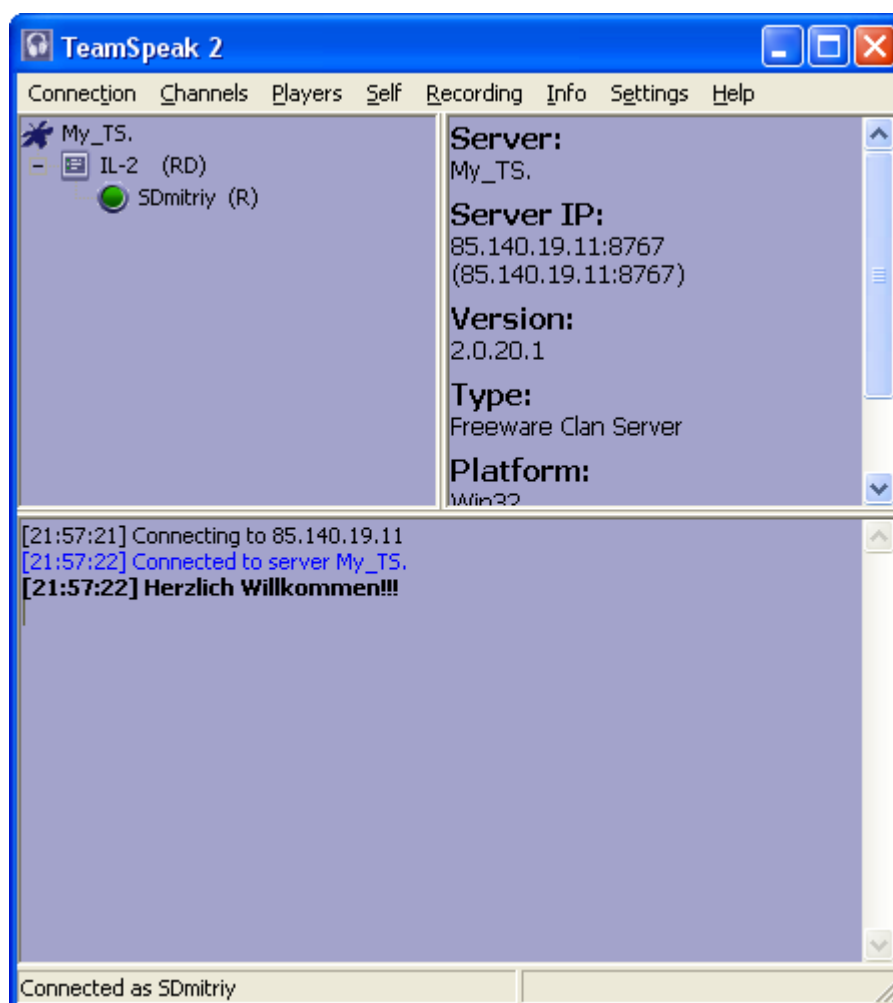 TeamSpeak 2
Connection Channels Players Self Recording Info Settings Help
My_TS.
IL-2 (RD)
SDmitriy (R)
Server:
My_TS.
Server IP:
85.140.19.11:8767
(85.140.19.11:8767)
Version:
2.0.20.1
Type:
Freeware Clan Server
Platform:
Win32
[21:57:21] Connecting to 85.140.19.11
[21:57:22] Connected to server My_TS.
[21:57:22] Herzlich Willkommen!!!
Connected as SDmitriy